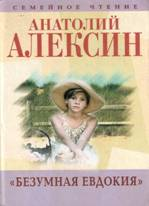 СЕМЕЙНОЕ ЧТЕНИЕ
АНАТОЛИЙ
АЛЕКСИН
«БЕЗУМНАЯ ЕВДОКИЯ»